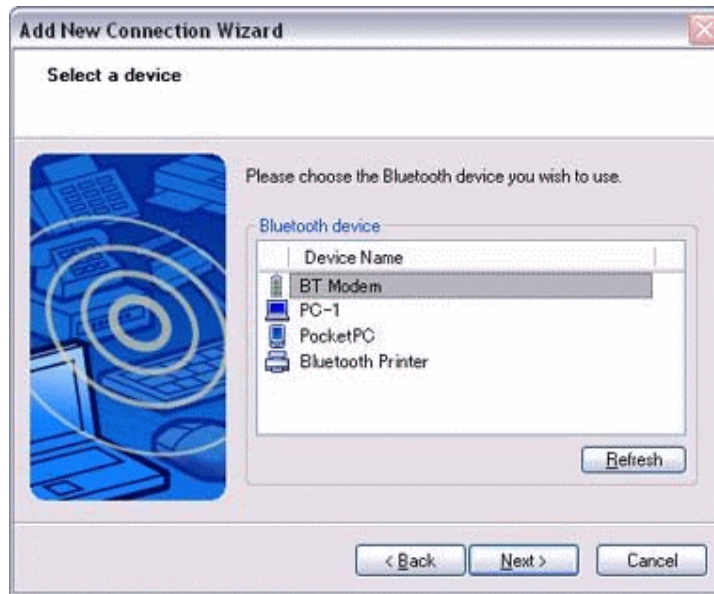 Add New Connection Wizard
Select a device
Please choose the Bluetooth device you wish to use.
Bluetooth device
Device Name
BT Modem
PC-1
PocketPC
Bluetooth Printer
Refresh
< Back Next > Cancel